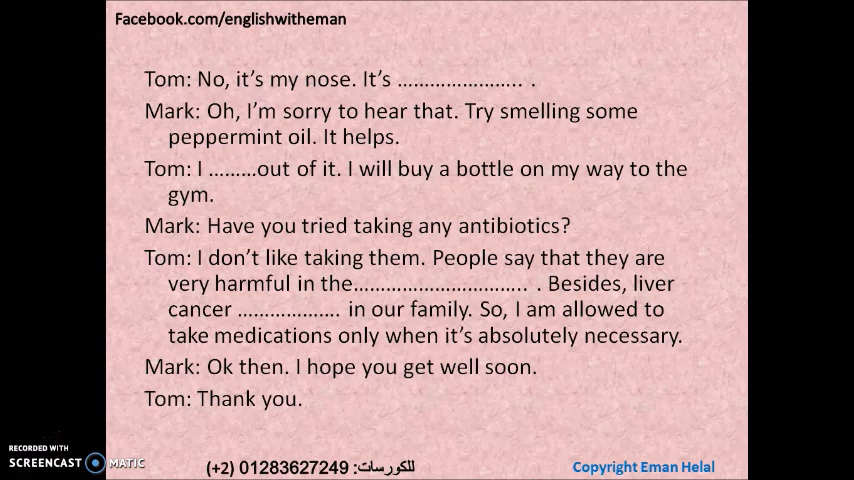 Facebook.com/englishwitheman
Tom: No, it’s my nose. It’s ………………….. .
Mark: Oh, I’m sorry to hear that. Try smelling some
peppermint oil. It helps.
Tom: I ………out of it. I will buy a bottle on my way to the
gym.
Mark: Have you tried taking any antibiotics?
Tom: I don’t like taking them. People say that they are
very harmful in the………………………….. . Besides, liver
cancer ………………. in our family. So, I am allowed to
take medications only when it’s absolutely necessary.
Mark: Ok then. I hope you get well soon.
Tom: Thank you.
RECORDED WITH
SCREENCAST MATIC
للكورسات: 01283627249 (+2)
Copyright Eman Helal